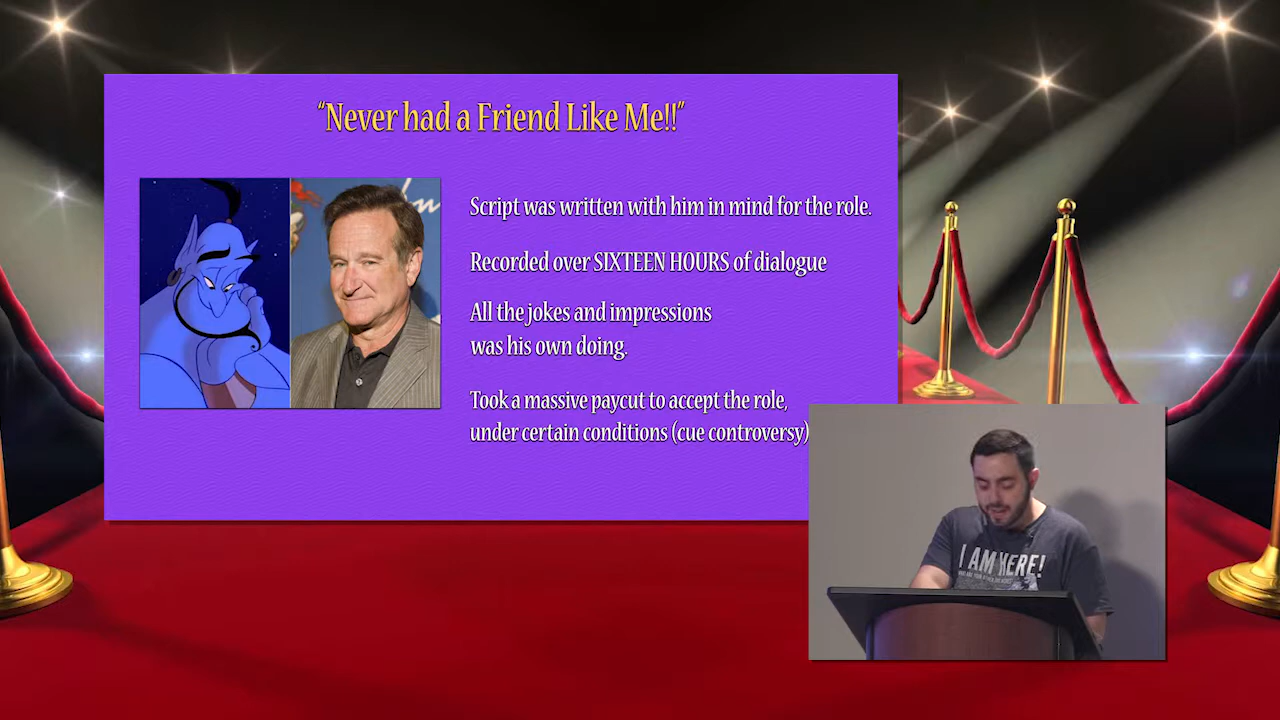 “Never had a Friend Like Me!!”
Script was written with him in mind for the role.
Recorded over SIXTEEN HOURS of dialogue
All the jokes and impressions
was his own doing.
Took a massive paycut to accept the role,
under certain conditions (cue controversy)
I AM HERE!